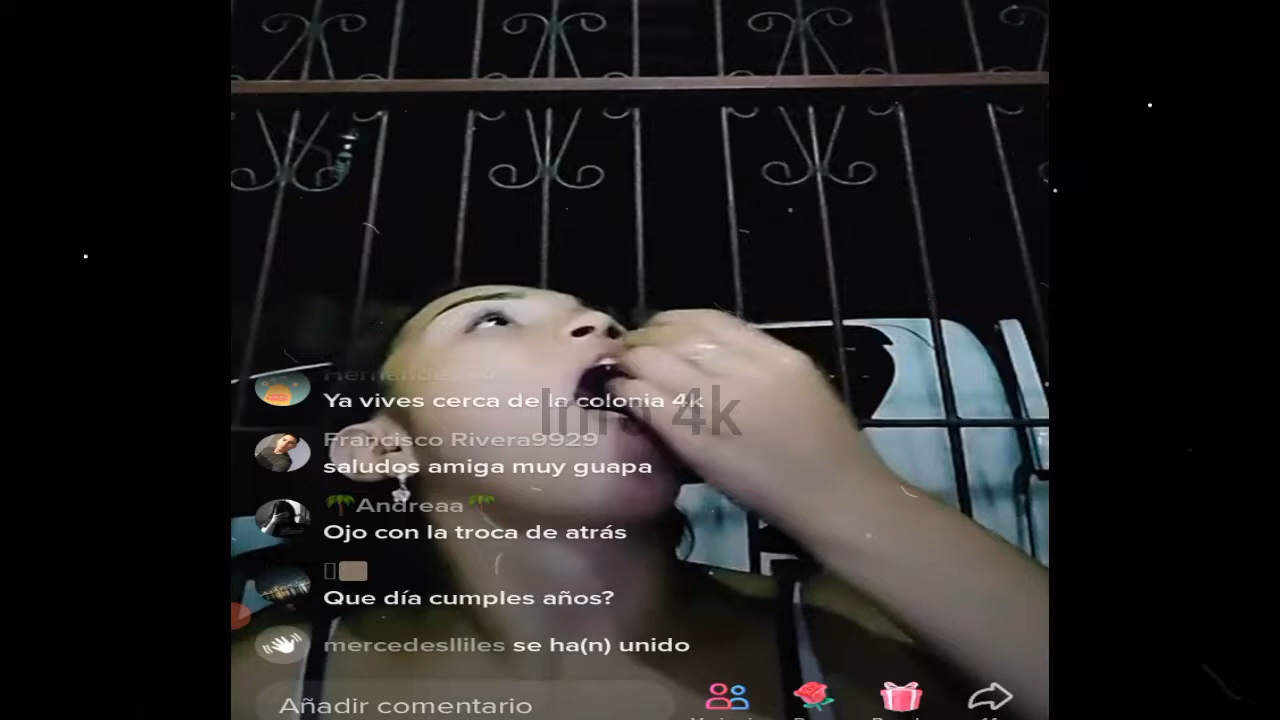 Ya vives cerca de la colonia 4k
Francisco Rivera9929
saludos amiga muy guapa
🌴Andreaa🌴
Ojo con la troca de atrás
Que día cumples años?
mercedeslliles se ha(n) unido
Añadir comentario